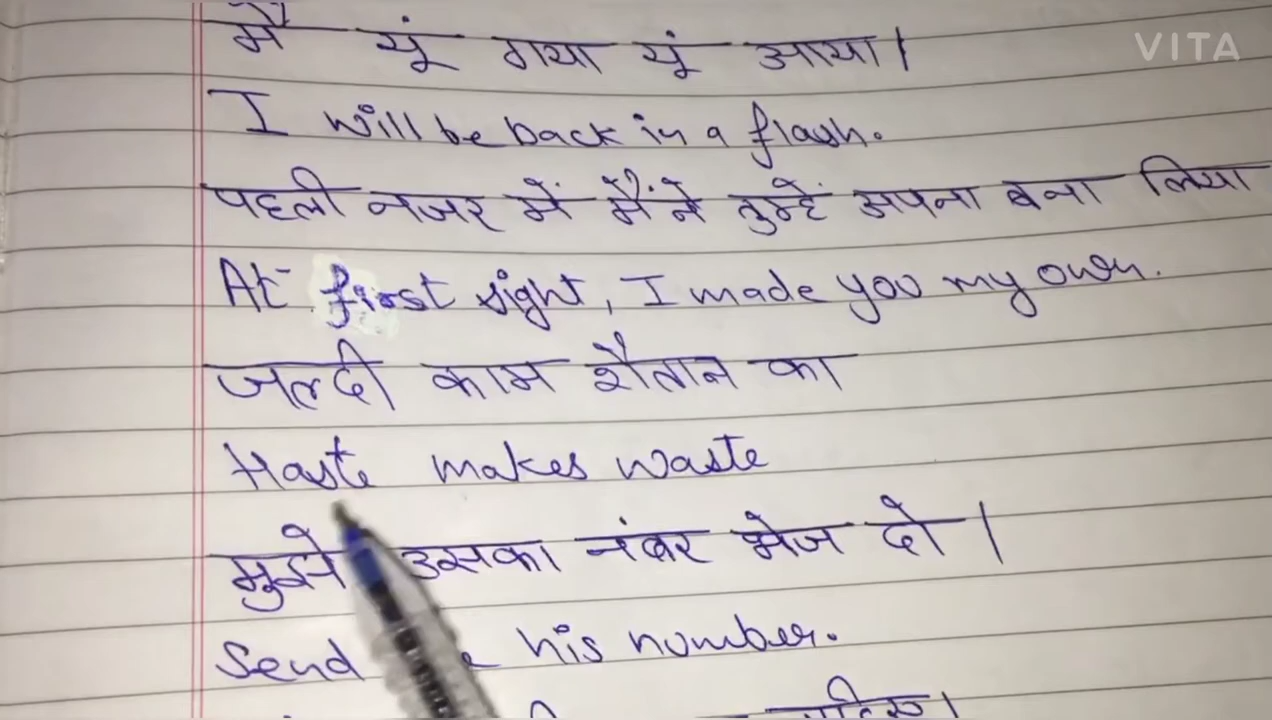 VITA
मैं यूं गया यूं आया।
I will be back in a flash.
पहली नजर में मैंने तुम्हें अपना बना लिया
At first sight, I made you my own.
जल्दी काम शैतान का
Haste makes waste
मुझे उसका नंबर भेज दो।
Send his number.